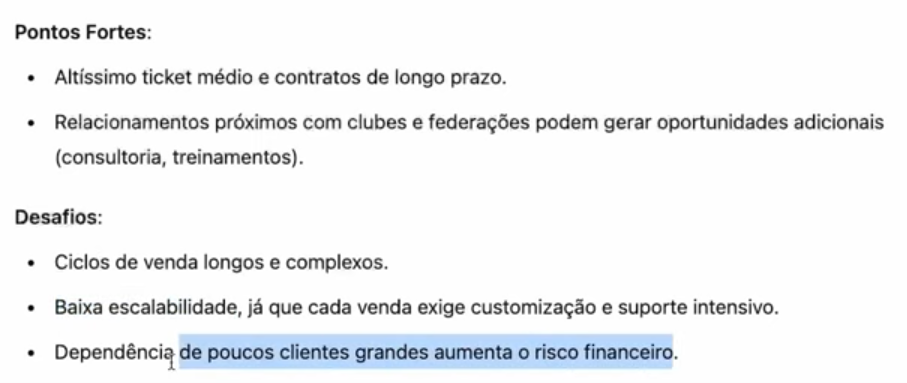 Pontos Fortes:
• Altíssimo ticket médio e contratos de longo prazo.
• Relacionamentos próximos com clubes e federações podem gerar oportunidades adicionais
(consultoria, treinamentos).
Desafios:
• Ciclos de venda longos e complexos.
• Baixa escalabilidade, já que cada venda exige customização e suporte intensivo.
• Dependência de poucos clientes grandes aumenta o risco financeiro.